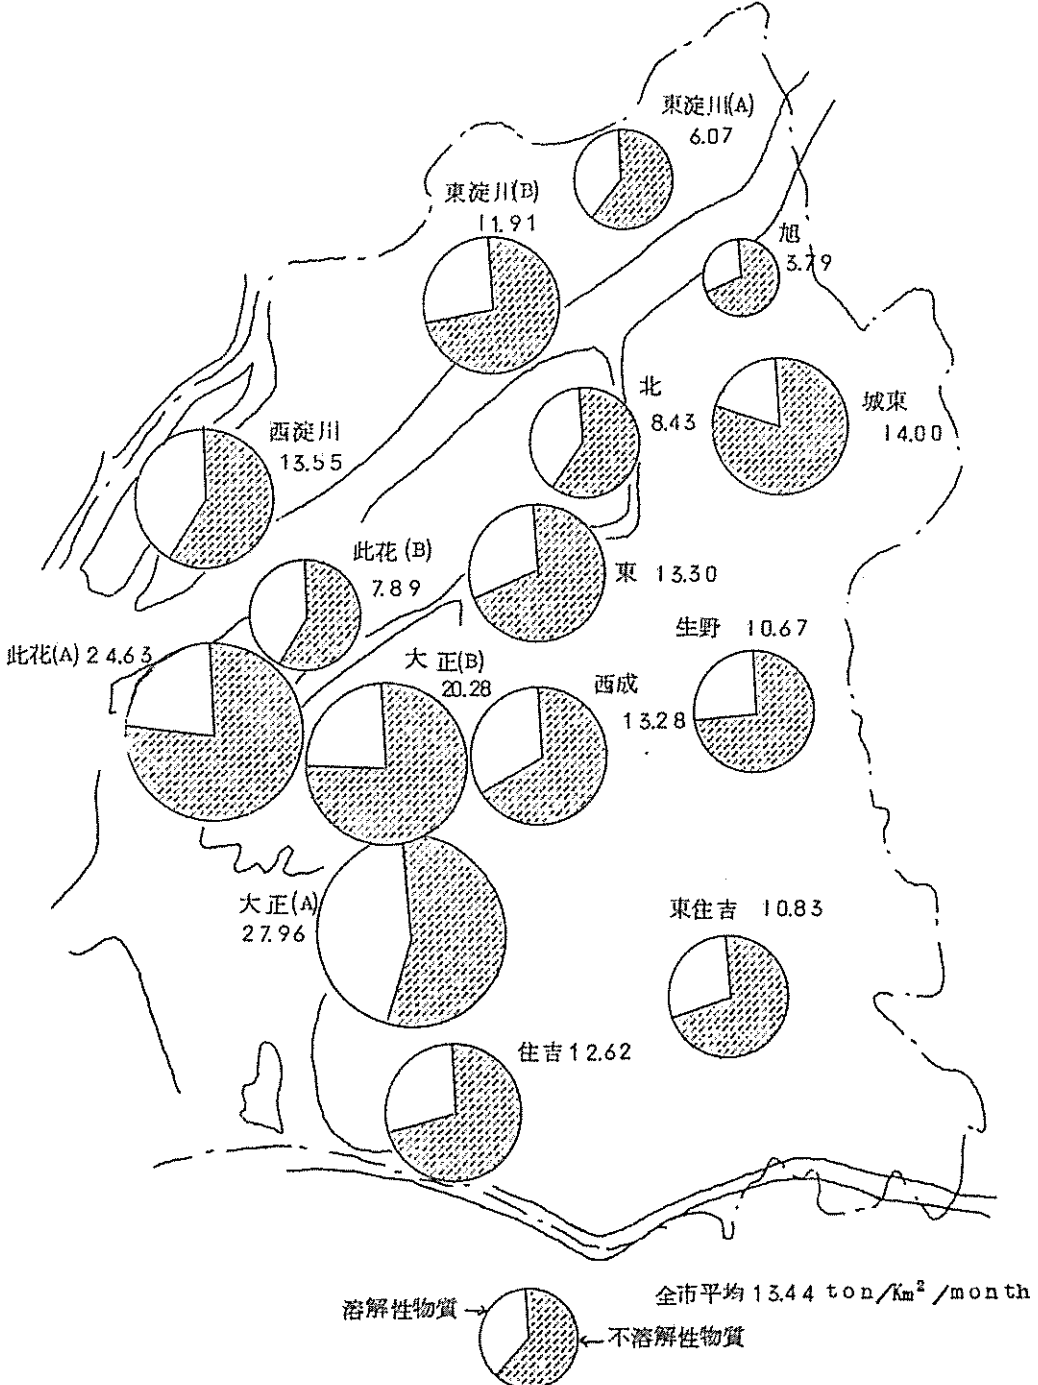 東淀川(A)
6.07
東淀川(B)
11.91
旭
3.79
北
8.43
城東
14.00
西淀川
13.55
此花(B)
7.89
東 13.30
生野 10.67
此花(A) 24.63
大正(B)
20.28
西成
13.28
大正(A)
27.96
東住吉 10.83
住吉 12.62
全市平均 13.44 ton/Km²/month
溶解性物質
不溶解性物質